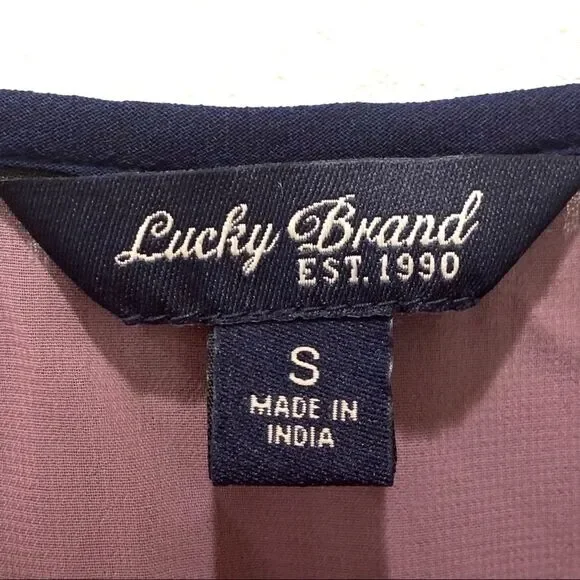 Lucky Brand
EST. 1990
S
MADE IN
INDIA